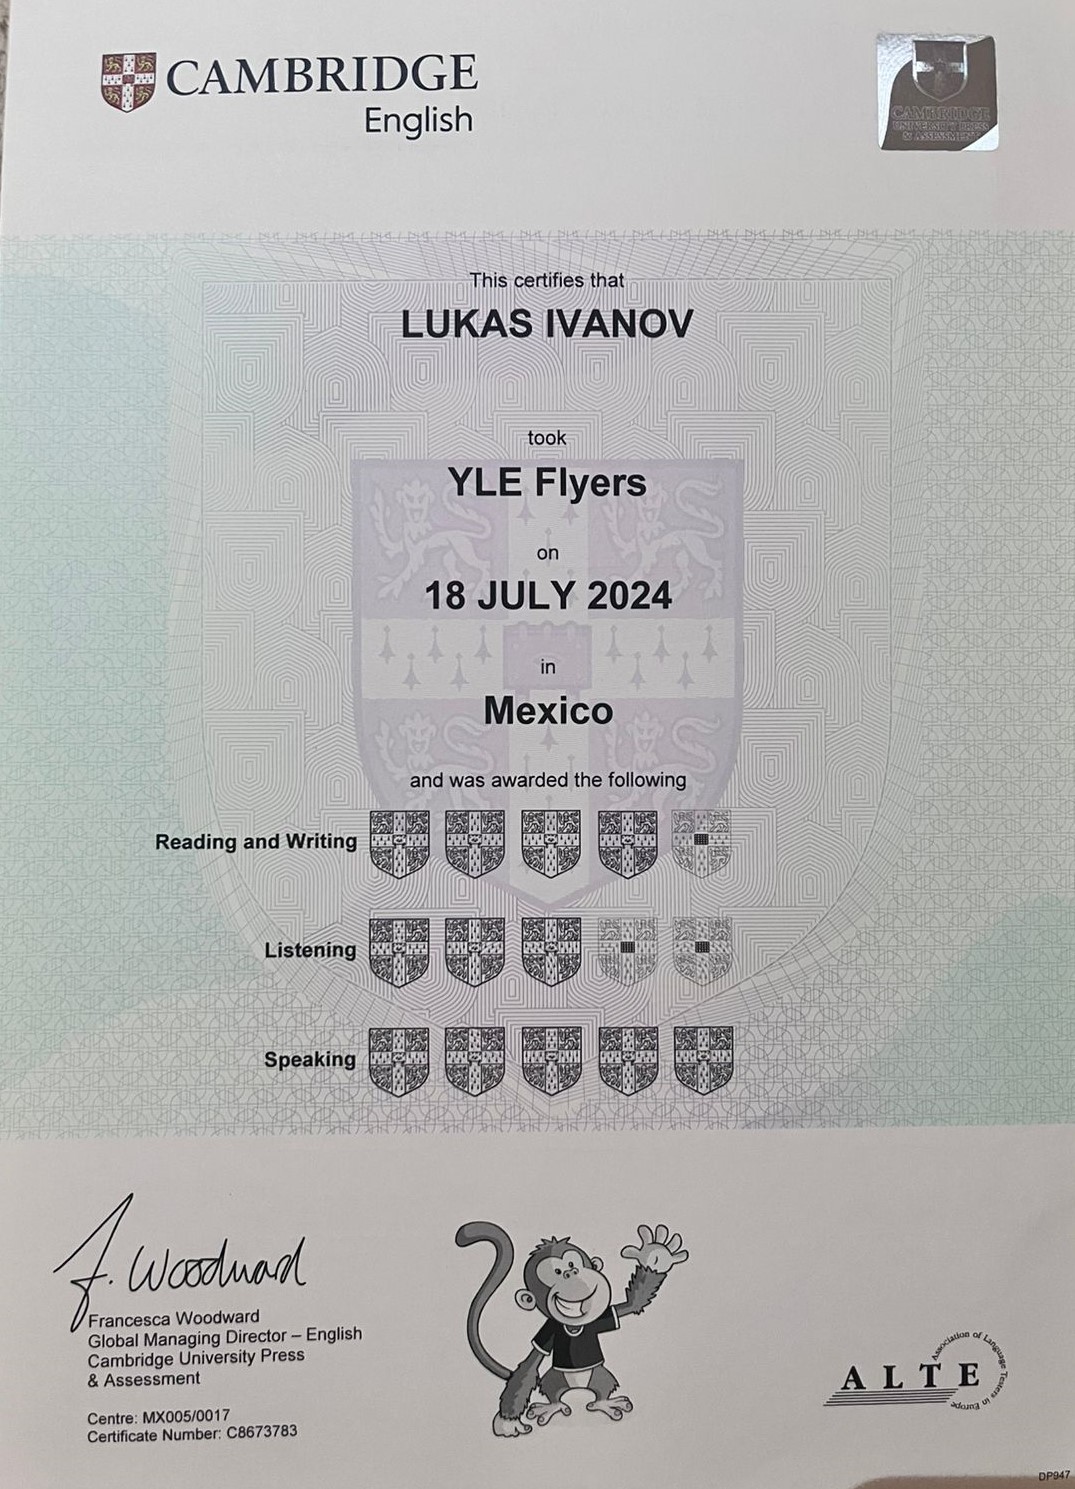 CAMBRIDGE
English
CAMBRIDGE
UNIVERSITY PRESS
& ASSESSMENT
This certifies that
LUKAS IVANOV
took
YLE Flyers
on
18 JULY 2024
in
Mexico
and was awarded the following
Reading and Writing
Listening
Speaking
F. Woodward
Francesca Woodward
Global Managing Director – English
Cambridge University Press
& Assessment
Centre: MX005/0017
Certificate Number: C8673783
ALTE
Association of Language Testers in Europe
DP947